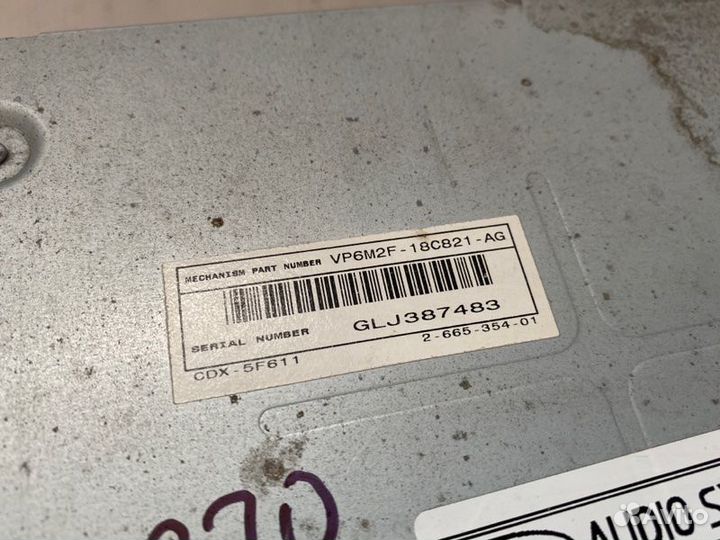 MECHANISM PART NUMBER VP6M2F-18C821-AG
SERIAL NUMBER GLJ387483
CDX-5F611 2-665-354-01
AUDIO
Avito